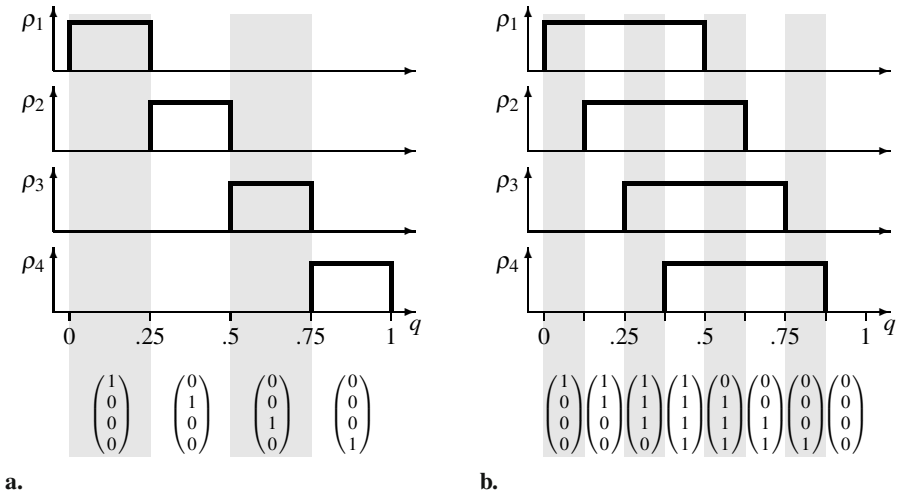 ρ1 ρ1
ρ2 ρ2
ρ3 ρ3
ρ4 ρ4
0 .25 .5 .75 1 q 0 .25 .5 .75 1 q
1 0 0 0 1 1 1 1 0 0 0 0
0 1 0 0 0 1 1 1 1 0 0 0
0 0 1 0 0 0 1 1 1 1 0 0
0 0 0 1 0 0 0 1 1 1 1 0
a. b.